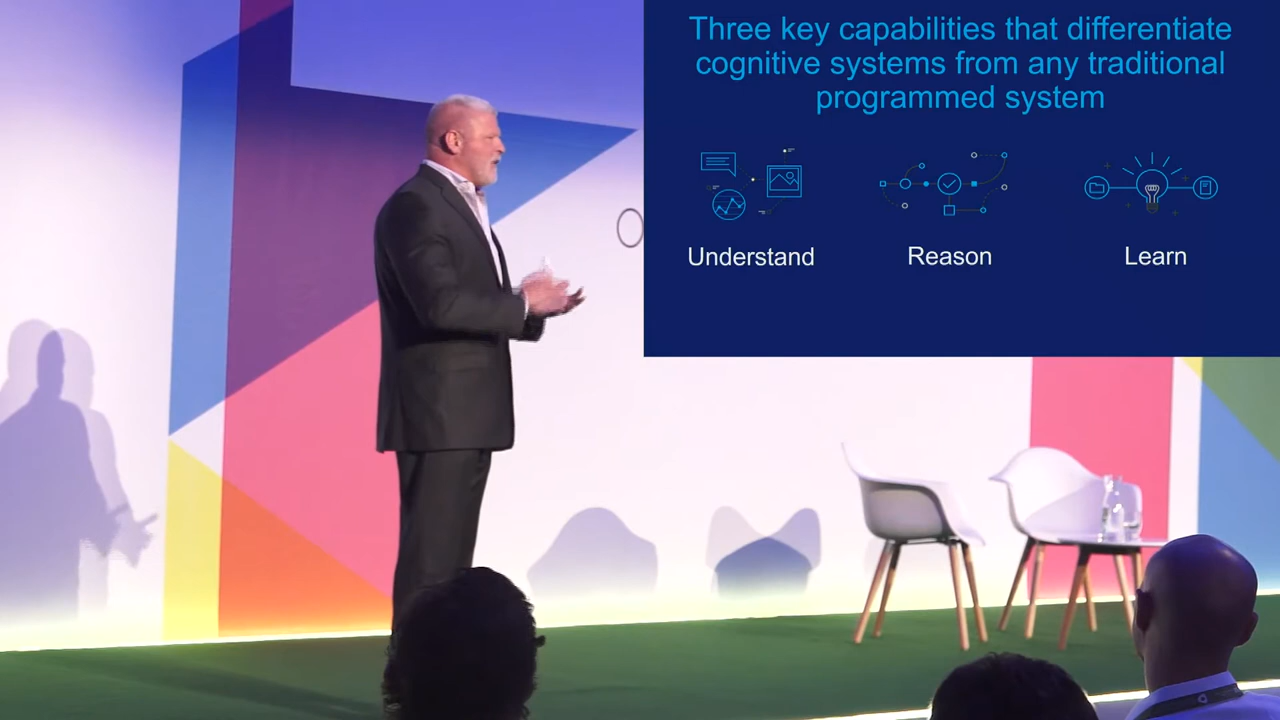 Three key capabilities that differentiate
cognitive systems from any traditional
programmed system
Understand
Reason
Learn